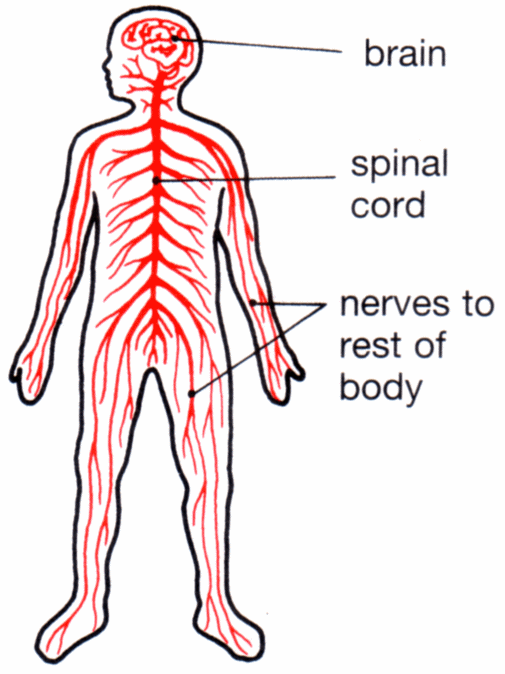 brain
spinal
cord
nerves to
rest of
body